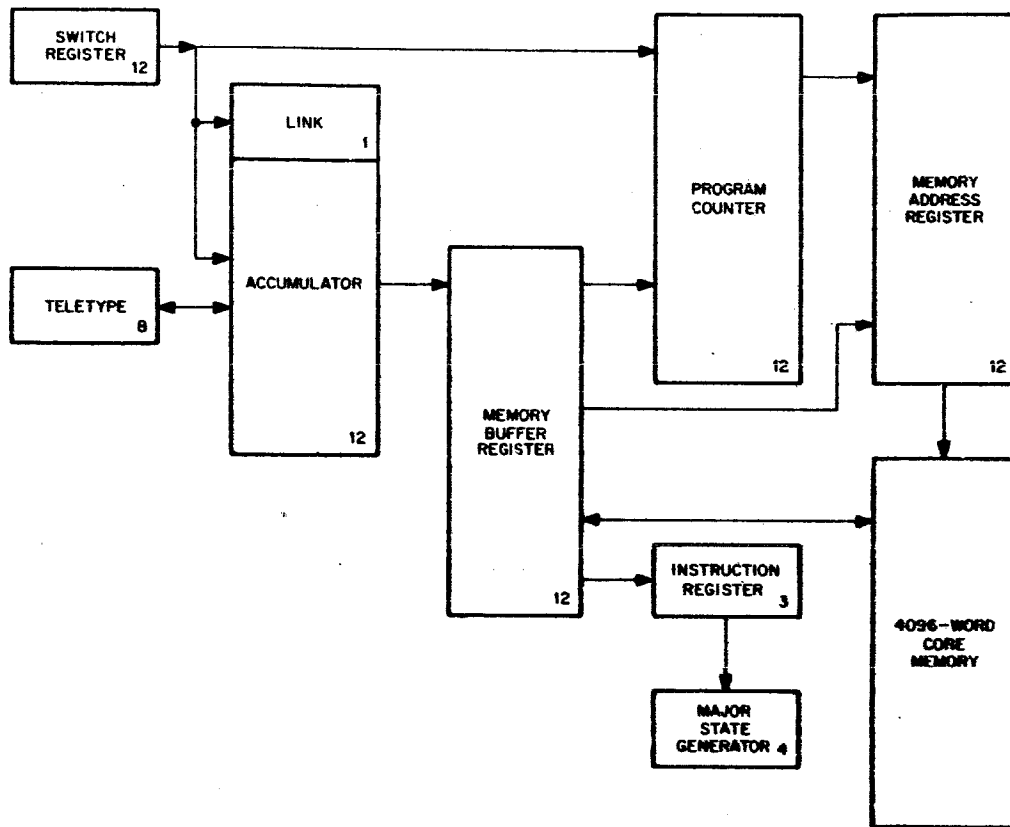 SWITCH
REGISTER
12
LINK
1
ACCUMULATOR
12
TELETYPE
8
MEMORY
BUFFER
REGISTER
12
PROGRAM
COUNTER
12
MEMORY
ADDRESS
REGISTER
12
INSTRUCTION
REGISTER
3
MAJOR
STATE
GENERATOR 4
4096-WORD
CORE
MEMORY